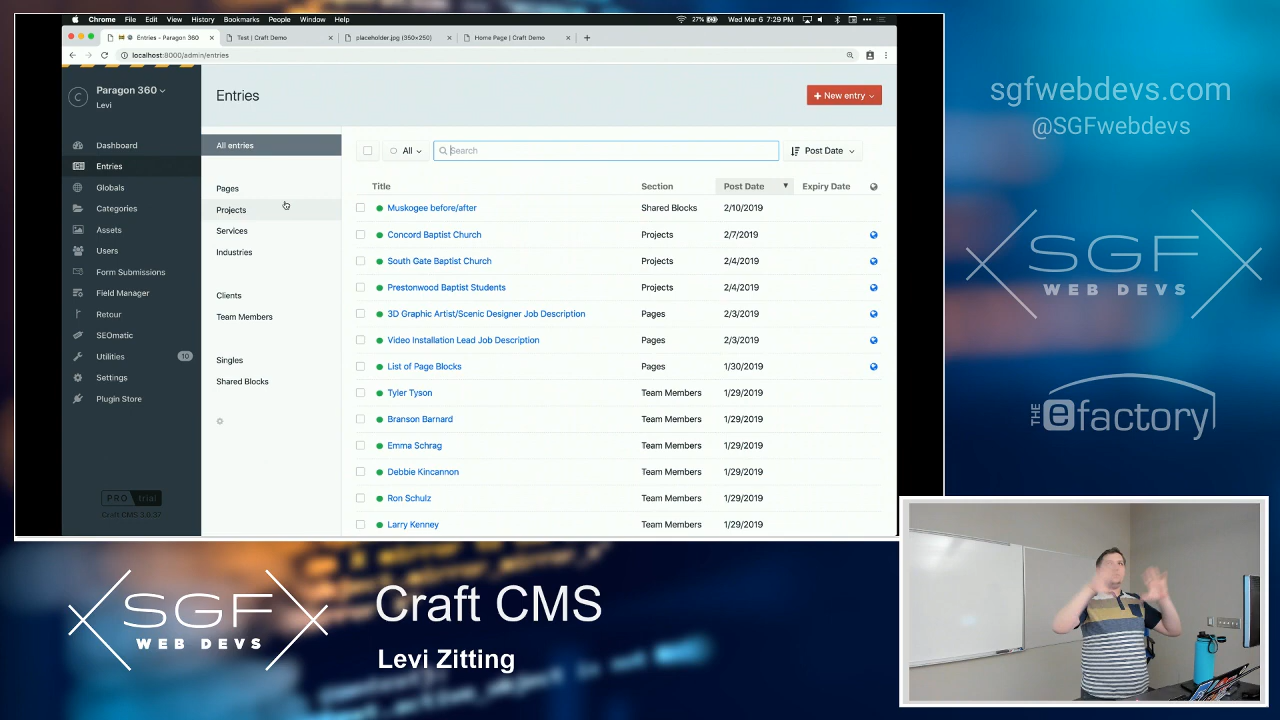 Chrome File Edit View History Bookmarks People Window Help
27% Wed Mar 6 7:29 PM
Entries - Paragon 360
Test | Craft Demo
placeholder.jpg (350×250)
Home Page | Craft Demo
localhost:8000/admin/entries
C
Paragon 360
Levi
Dashboard
Entries
Globals
Categories
Assets
Users
Form Submissions
Field Manager
Retour
SEOmatic
Utilities 10
Settings
Plugin Store
PRO trial
Craft CMS 3.0.37
Entries
+ New entry
All entries
Pages
Projects
Services
Industries
Clients
Team Members
Singles
Shared Blocks
All
Search
Post Date
Title Section Post Date Expiry Date
Muskogee before/after Shared Blocks 2/10/2019
Concord Baptist Church Projects 2/7/2019
South Gate Baptist Church Projects 2/4/2019
Prestonwood Baptist Students Projects 2/4/2019
3D Graphic Artist/Scenic Designer Job Description Pages 2/3/2019
Video Installation Lead Job Description Pages 2/3/2019
List of Page Blocks Pages 1/30/2019
Tyler Tyson Team Members 1/29/2019
Branson Barnard Team Members 1/29/2019
Emma Schrag Team Members 1/29/2019
Debbie Kincannon Team Members 1/29/2019
Ron Schulz Team Members 1/29/2019
Larry Kenney Team Members 1/29/2019
sgfwebdevs.com
@SGFwebdevs
SGF
WEB DEVS
THE efactory
SGF
WEB DEVS
Craft CMS
Levi Zitting